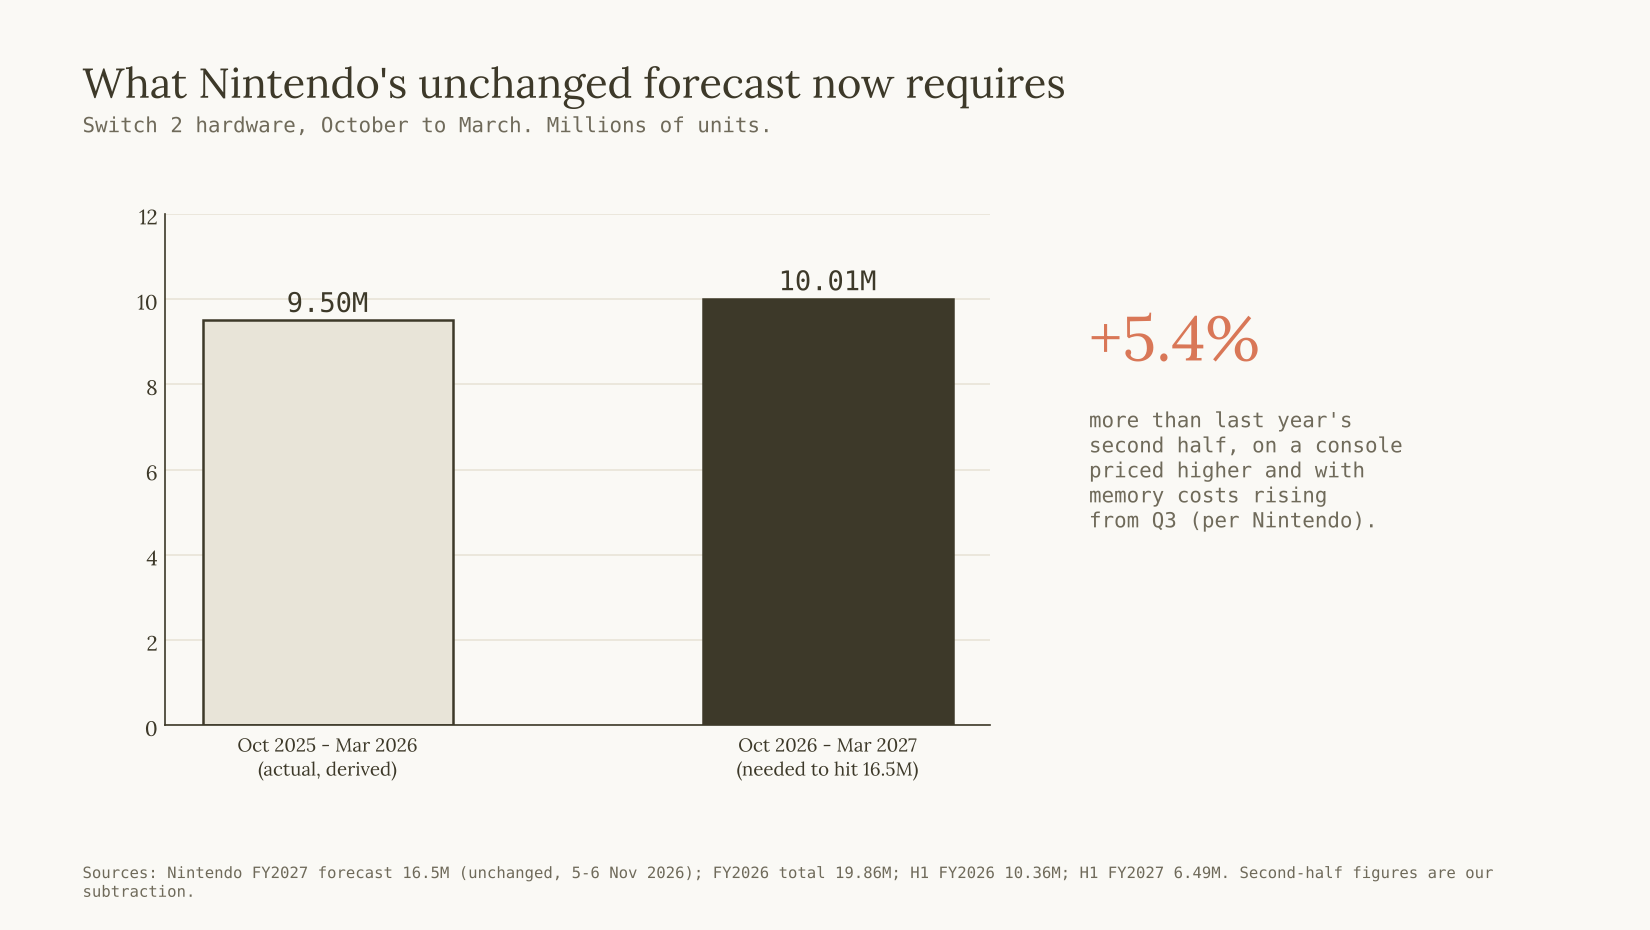 What Nintendo's unchanged forecast now requires
Switch 2 hardware, October to March. Millions of units.
12
10
8
6
4
2
0
9.50M
10.01M
Oct 2025 - Mar 2026
(actual, derived)
Oct 2026 - Mar 2027
(needed to hit 16.5M)
+5.4%
more than last year's
second half, on a console
priced higher and with
memory costs rising
from Q3 (per Nintendo).
Sources: Nintendo FY2027 forecast 16.5M (unchanged, 5-6 Nov 2026); FY2026 total 19.86M; H1 FY2026 10.36M; H1 FY2027 6.49M. Second-half figures are our
subtraction.